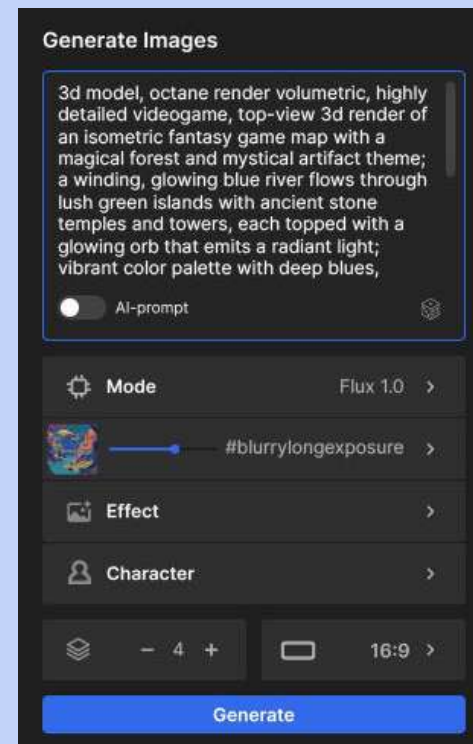 Generate Images
3d model, octane render volumetric, highly
detailed videogame, top-view 3d render of
an isometric fantasy game map with a
magical forest and mystical artifact theme;
a winding, glowing blue river flows through
lush green islands with ancient stone
temples and towers, each topped with a
glowing orb that emits a radiant light;
vibrant color palette with deep blues,
AI-prompt
Mode Flux 1.0 >
#blurrylongexposure >
Effect >
Character >
− 4 + 16:9 >
Generate